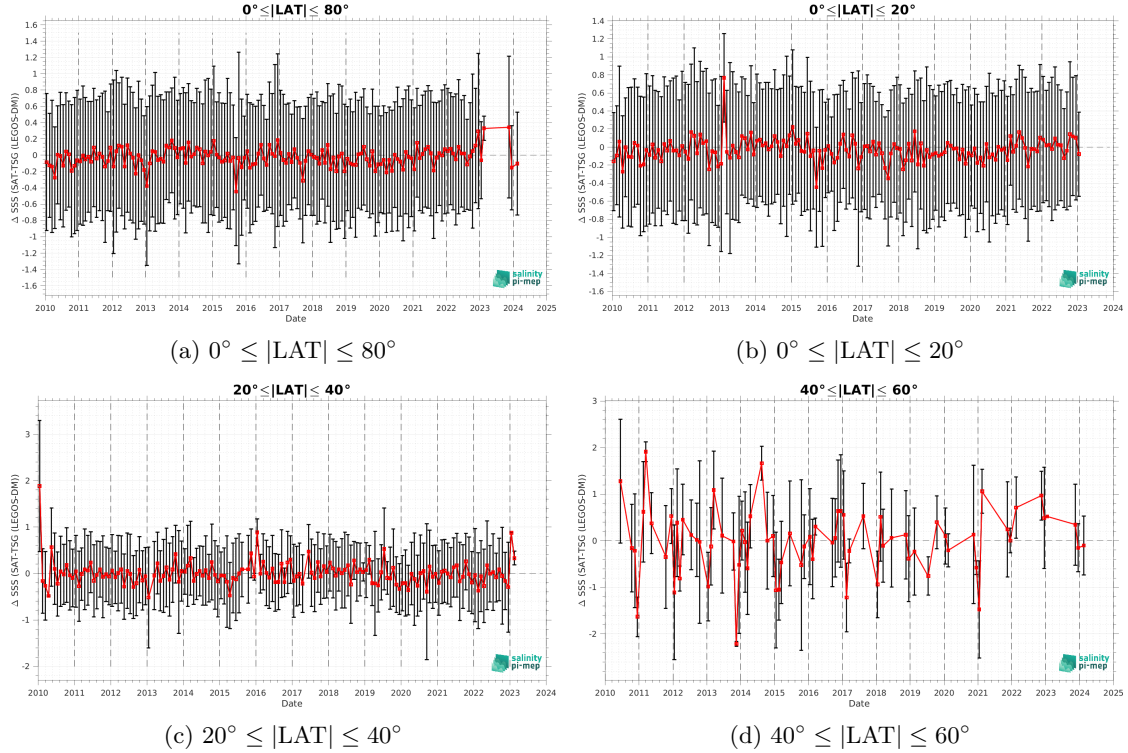 0°≤|LAT|≤ 80°
Δ SSS (SAT-TSG (LEGOS-DM))
1.6
1.4
1.2
1
0.8
0.6
0.4
0.2
0
-0.2
-0.4
-0.6
-0.8
-1
-1.2
-1.4
-1.6
2010 2011 2012 2013 2014 2015 2016 2017 2018 2019 2020 2021 2022 2023 2024 2025
Date
salinity
pi-mep
(a) 0° ≤ |LAT| ≤ 80°
0°≤|LAT|≤ 20°
Δ SSS (SAT-TSG (LEGOS-DM))
1.4
1.2
1
0.8
0.6
0.4
0.2
0
-0.2
-0.4
-0.6
-0.8
-1
-1.2
-1.4
-1.6
2010 2011 2012 2013 2014 2015 2016 2017 2018 2019 2020 2021 2022 2023 2024
Date
salinity
pi-mep
(b) 0° ≤ |LAT| ≤ 20°
20°≤|LAT|≤ 40°
Δ SSS (SAT-TSG (LEGOS-DM))
3
2
1
0
-1
-2
2010 2011 2012 2013 2014 2015 2016 2017 2018 2019 2020 2021 2022 2023 2024
Date
salinity
pi-mep
(c) 20° ≤ |LAT| ≤ 40°
40°≤|LAT|≤ 60°
Δ SSS (SAT-TSG (LEGOS-DM))
3
2
1
0
-1
-2
2010 2011 2012 2013 2014 2015 2016 2017 2018 2019 2020 2021 2022 2023 2024 2025
Date
salinity
pi-mep
(d) 40° ≤ |LAT| ≤ 60°